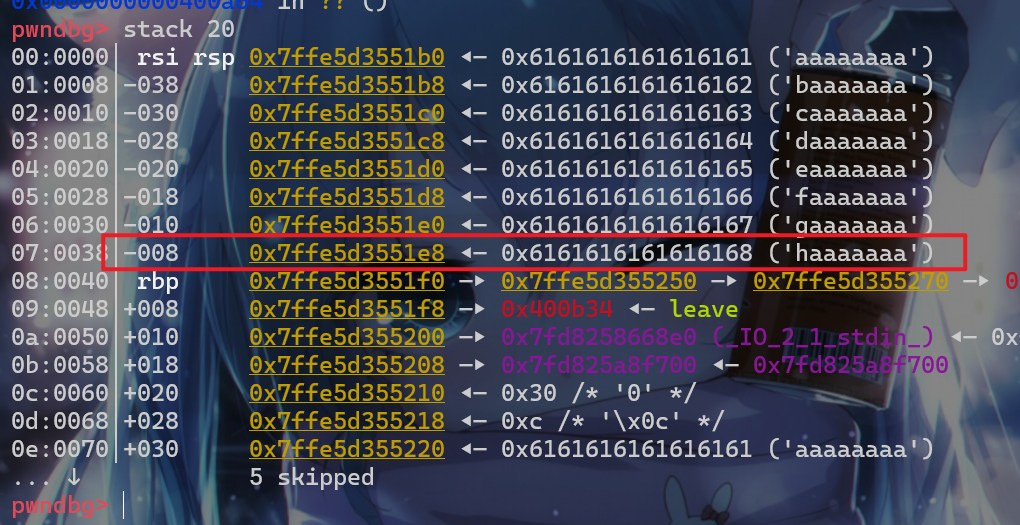 0x0000000000400a84 in ?? ()
pwndbg> stack 20
00:0000│ rsi rsp 0x7ffe5d3551b0 ◂— 0x6161616161616161 ('aaaaaaaa')
01:0008│-038 0x7ffe5d3551b8 ◂— 0x6161616161616162 ('baaaaaaa')
02:0010│-030 0x7ffe5d3551c0 ◂— 0x6161616161616163 ('caaaaaaa')
03:0018│-028 0x7ffe5d3551c8 ◂— 0x6161616161616164 ('daaaaaaa')
04:0020│-020 0x7ffe5d3551d0 ◂— 0x6161616161616165 ('eaaaaaaa')
05:0028│-018 0x7ffe5d3551d8 ◂— 0x6161616161616166 ('faaaaaaa')
06:0030│-010 0x7ffe5d3551e0 ◂— 0x6161616161616167 ('gaaaaaaa')
07:0038│-008 0x7ffe5d3551e8 ◂— 0x6161616161616168 ('haaaaaaa')
08:0040│ rbp 0x7ffe5d3551f0 —▸ 0x7ffe5d355250 —▸ 0x7ffe5d355270 —▸ 0
09:0048│+008 0x7ffe5d3551f8 —▸ 0x400b34 ◂— leave
0a:0050│+010 0x7ffe5d355200 —▸ 0x7fd8258668e0 (_IO_2_1_stdin_) ◂— 0x
0b:0058│+018 0x7ffe5d355208 —▸ 0x7fd825a8f700 ◂— 0x7fd825a8f700
0c:0060│+020 0x7ffe5d355210 ◂— 0x30 /* '0' */
0d:0068│+028 0x7ffe5d355218 ◂— 0xc /* '\x0c' */
0e:0070│+030 0x7ffe5d355220 ◂— 0x6161616161616161 ('aaaaaaaa')
... ↓ 5 skipped
pwndbg>